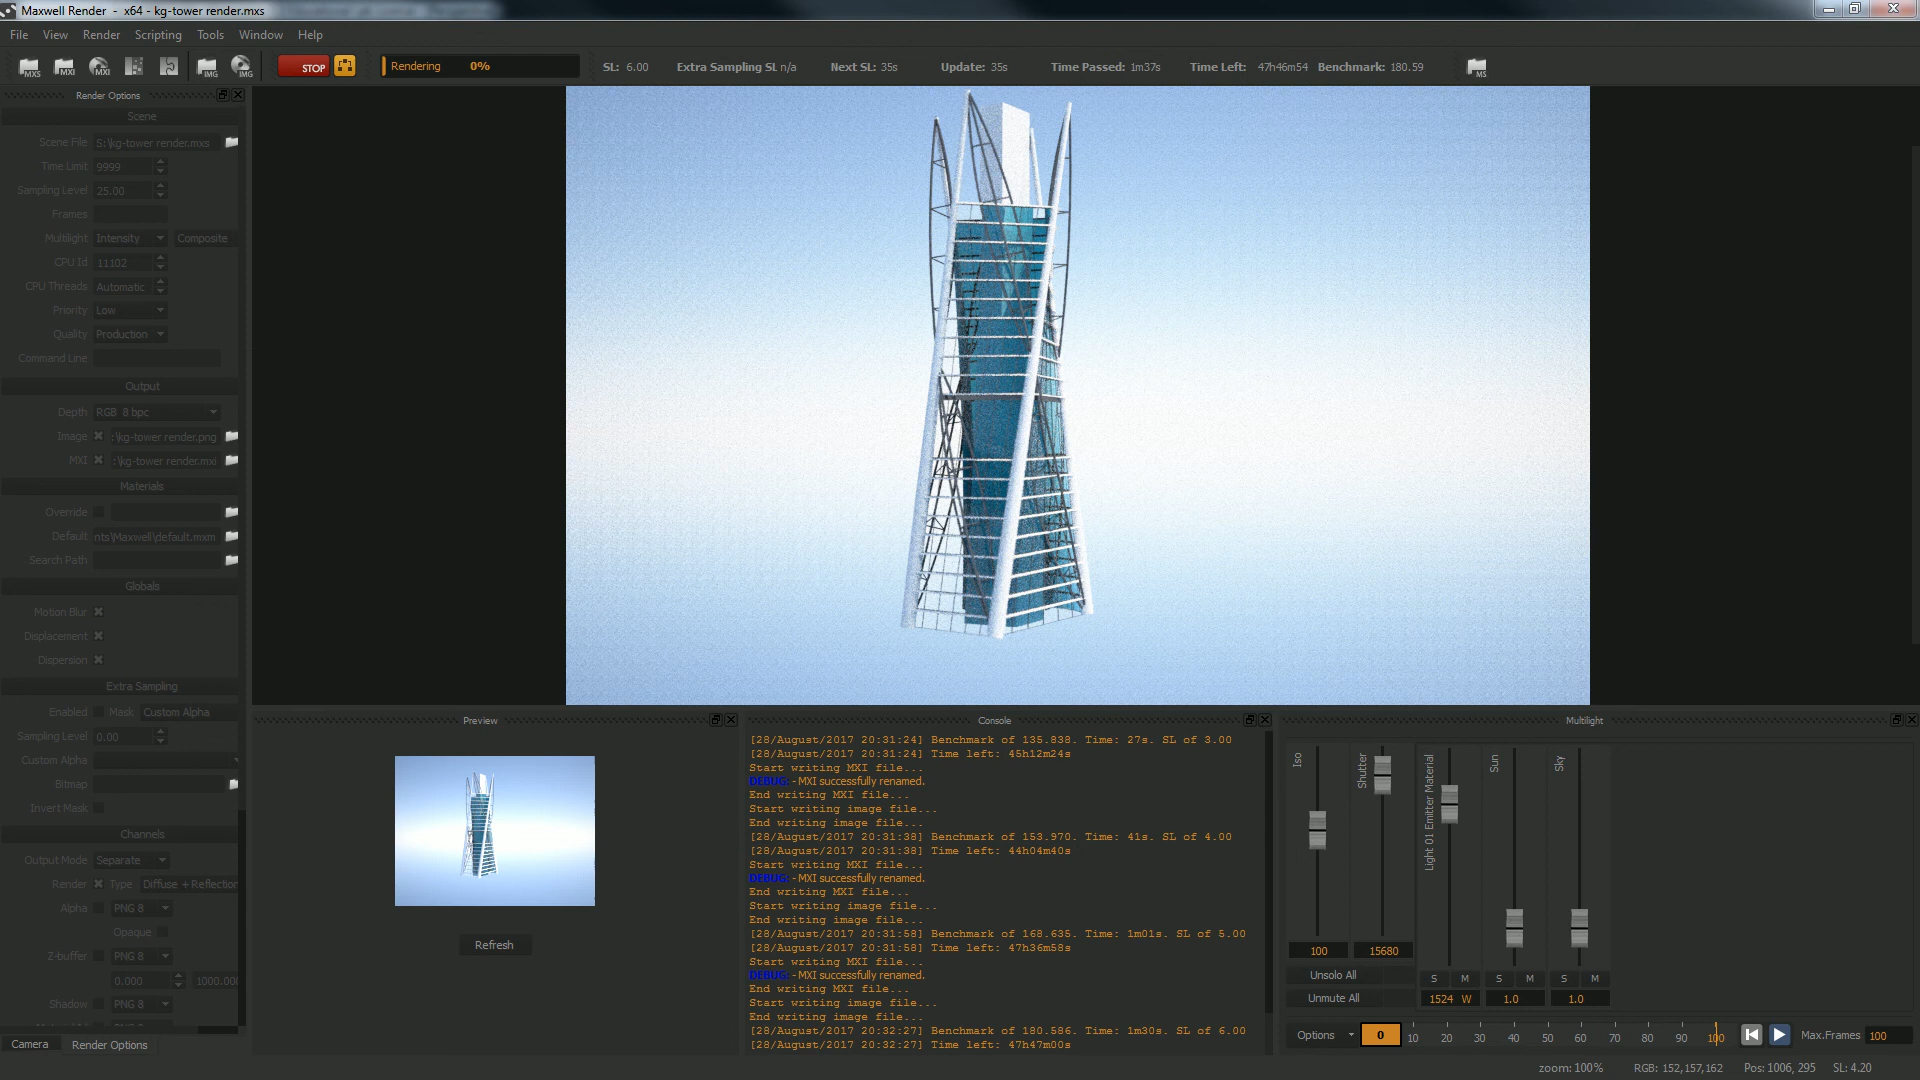 Maxwell Render - x64 - kg-tower render.mxs
File View Render Scripting Tools Window Help
MXS MXI MXI IMG IMG STOP Rendering 0% SL: 6.00 Extra Sampling SL n/a Next SL: 35s Update: 35s Time Passed: 1m37s Time Left: 47h46m54 Benchmark: 180.59 MS
Render Options
Scene
Scene File S:\kg-tower render.mxs
Time Limit 9999
Sampling Level 25.00
Frames
Multilight Intensity Composite
CPU Id 11102
CPU Threads Automatic
Priority Low
Quality Production
Command Line
Output
Depth RGB 8 bpc
Image :\kg-tower render.png
MXI :\kg-tower render.mxi
Materials
Override
Default nts\Maxwell\default.mxm
Search Path
Globals
Motion Blur
Displacement
Dispersion
Extra Sampling
Enabled Mask Custom Alpha
Sampling Level 0.00
Custom Alpha
Bitmap
Invert Mask
Channels
Output Mode Separate
Render Type Diffuse + Reflection
Alpha PNG 8
Opaque
Z-buffer PNG 8
0.000 1000.00
Shadow PNG 8
Camera Render Options
Preview
Refresh
Console
[28/August/2017 20:31:24] Benchmark of 135.838. Time: 27s. SL of 3.00
[28/August/2017 20:31:24] Time left: 45h12m24s
Start writing MXI file...
DEBUG: - MXI successfully renamed.
End writing MXI file...
Start writing image file...
End writing image file...
[28/August/2017 20:31:38] Benchmark of 153.970. Time: 41s. SL of 4.00
[28/August/2017 20:31:38] Time left: 44h04m40s
Start writing MXI file...
DEBUG: - MXI successfully renamed.
End writing MXI file...
Start writing image file...
End writing image file...
[28/August/2017 20:31:58] Benchmark of 168.635. Time: 1m01s. SL of 5.00
[28/August/2017 20:31:58] Time left: 47h36m58s
Start writing MXI file...
DEBUG: - MXI successfully renamed.
End writing MXI file...
Start writing image file...
End writing image file...
[28/August/2017 20:32:27] Benchmark of 180.586. Time: 1m30s. SL of 6.00
[28/August/2017 20:32:27] Time left: 47h47m00s
Multilight
Iso Shutter Light 01 Emitter Material Sun Sky
100 15680
Unsolo All S M S M S M
Unmute All 1524 W 1.0 1.0
Options 0 10 20 30 40 50 60 70 80 90 100 Max.Frames 100
zoom: 100% RGB: 152,157,162 Pos: 1006, 295 SL: 4.20